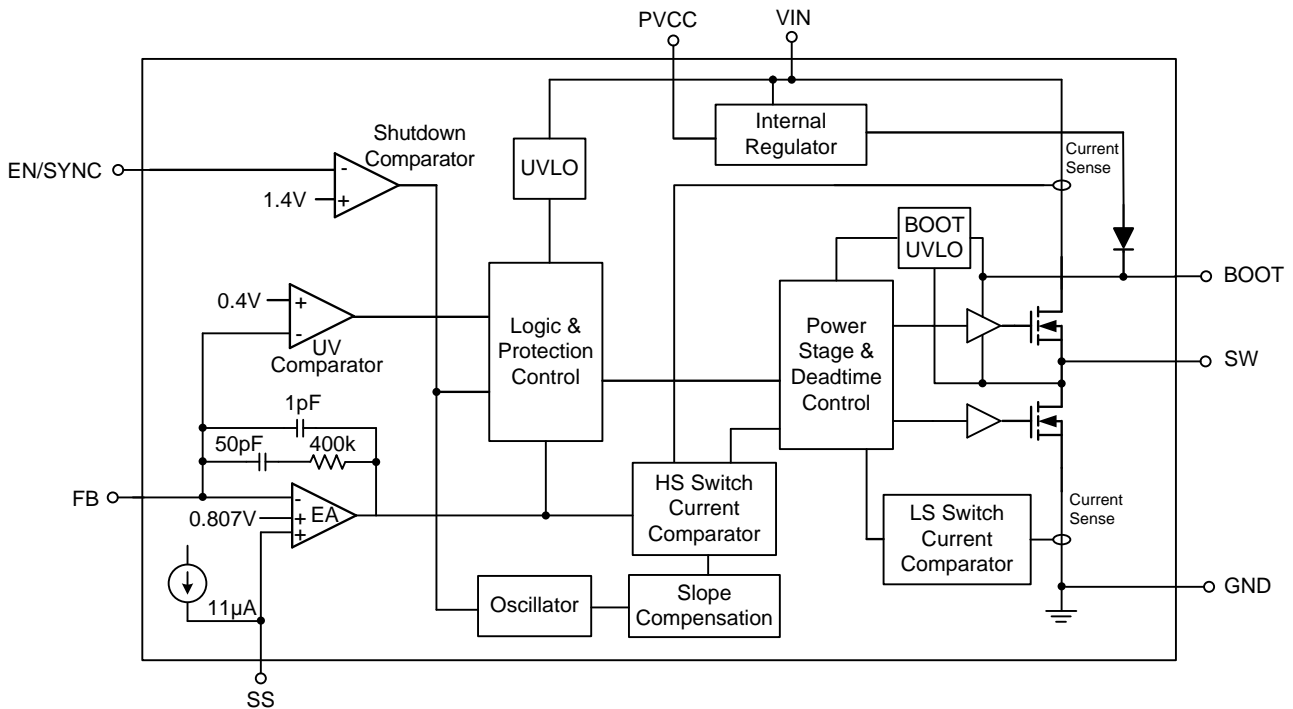 PVCC
VIN
Shutdown
Comparator
Internal
Regulator
Current
Sense
EN/SYNC
-
UVLO
1.4V
+
BOOT
UVLO
BOOT
0.4V
+
-
UV
Comparator
Logic &
Protection
Control
Power
Stage &
Deadtime
Control
SW
1pF
50pF
400k
FB
-
0.807V
+
+
EA
HS Switch
Current
Comparator
LS Switch
Current
Comparator
Current
Sense
11µA
Oscillator
Slope
Compensation
GND
SS